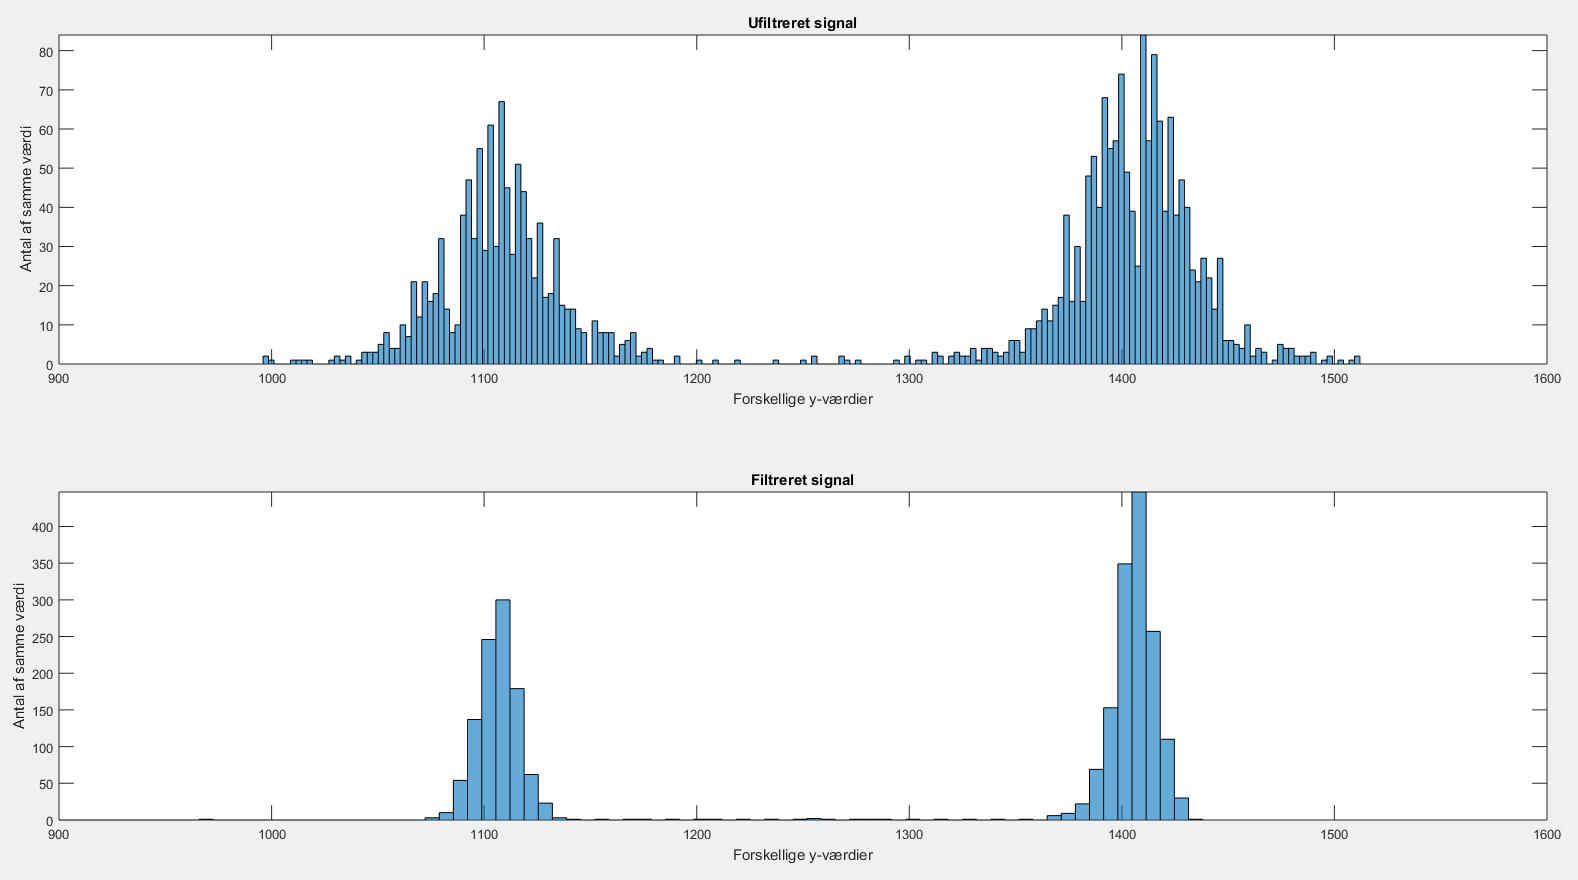 Ufiltreret signal
80
70
60
50
40
30
20
10
0
Antal af samme værdi
900 1000 1100 1200 1300 1400 1500 1600
Forskellige y-værdier
Filtreret signal
400
350
300
250
200
150
100
50
0
Antal af samme værdi
900 1000 1100 1200 1300 1400 1500 1600
Forskellige y-værdier